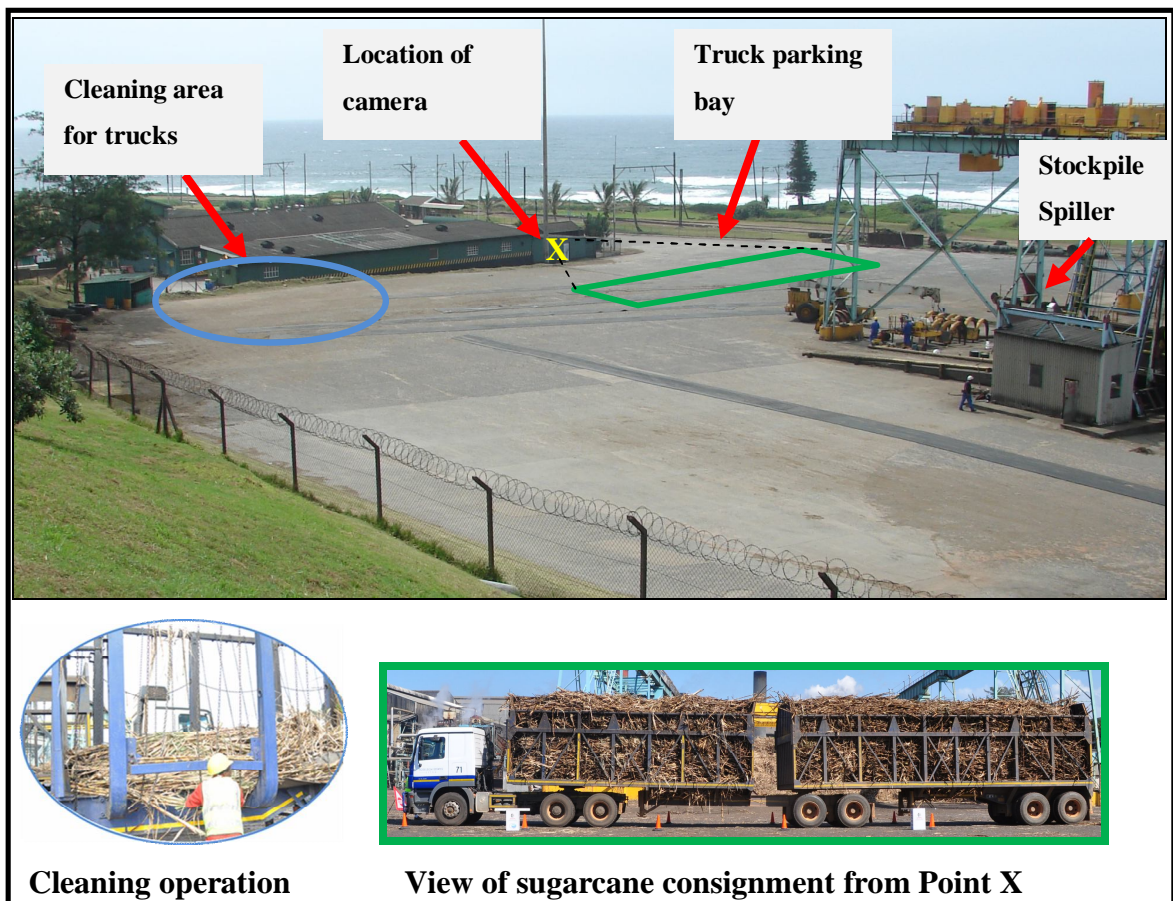 Cleaning area
for trucks
Location of
camera
Truck parking
bay
Stockpile
Spiller
X
71
Cleaning operation
View of sugarcane consignment from Point X